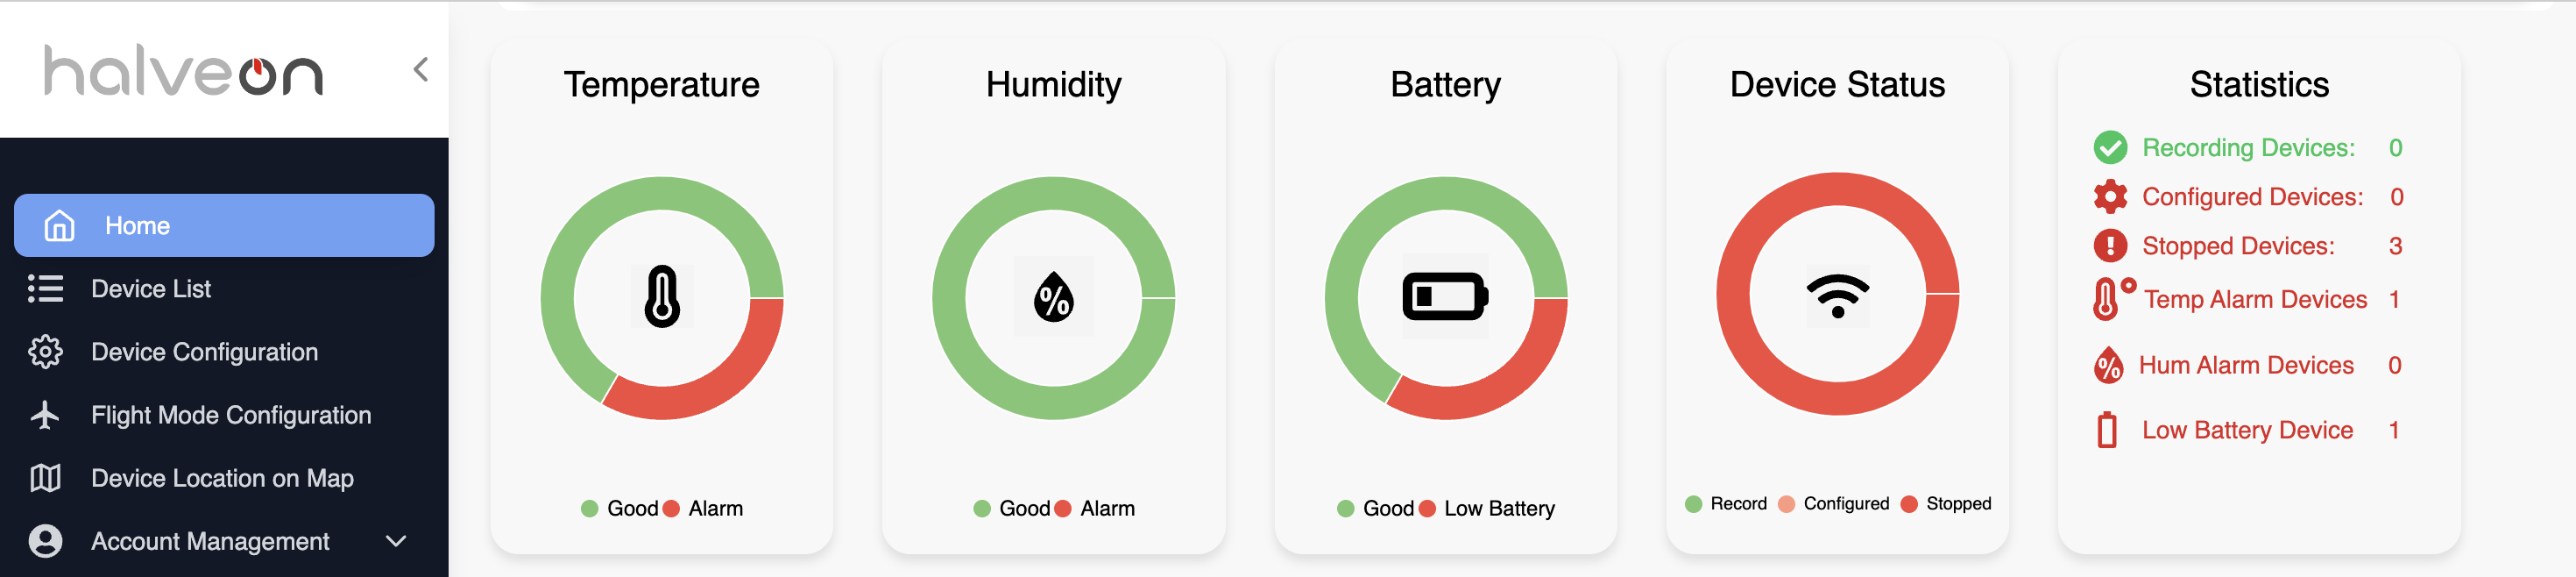 halveon
Home
Device List
Device Configuration
Flight Mode Configuration
Device Location on Map
Account Management
Temperature
Good Alarm
Humidity
%
Good Alarm
Battery
Good Low Battery
Device Status
Record Configured Stopped
Statistics
Recording Devices: 0
Configured Devices: 0
Stopped Devices: 3
Temp Alarm Devices 1
% Hum Alarm Devices 0
Low Battery Device 1